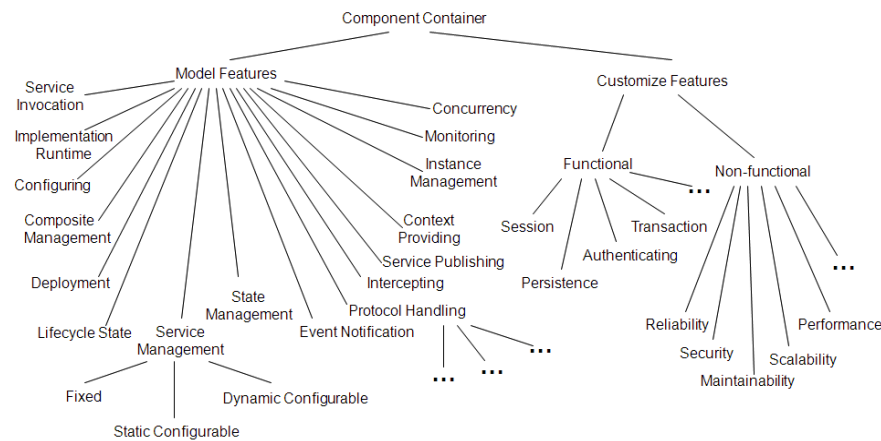 Component Container
Model Features
Customize Features
Service
Invocation
Implementation
Runtime
Configuring
Composite
Management
Deployment
Lifecycle State
Service
Management
Fixed
Static Configurable
Dynamic Configurable
State
Management
Event Notification
Protocol Handling
...
...
...
Intercepting
Service Publishing
Context
Providing
Instance
Management
Monitoring
Concurrency
Functional
Session
Persistence
Authenticating
Transaction
...
Non-functional
Reliability
Security
Maintainability
Scalability
Performance
...